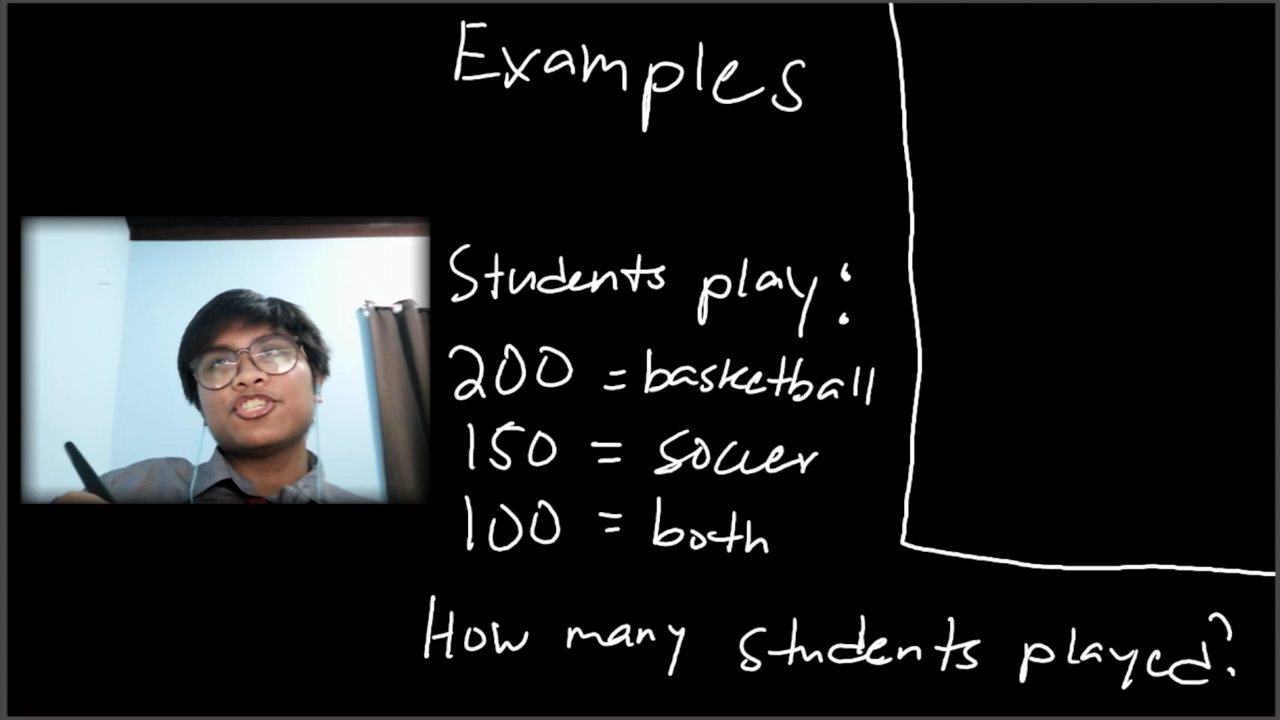 Examples
Students play:
200 = basketball
150 = soccer
100 = both
How many students played?